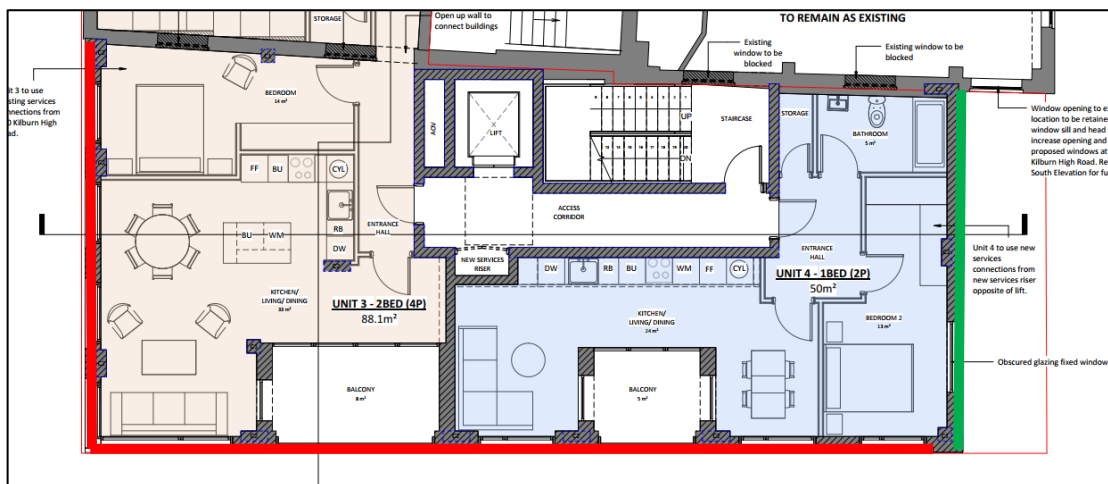 STORAGE
Open up wall to
connect buildings
TO REMAIN AS EXISTING
Existing
window to be
blocked
Existing window to be
blocked
it 3 to use
isting services
nnections from
0 Kilburn High
ad.
BEDROOM
14 m²
AOV
LIFT
UP
DN
STAIRCASE
STORAGE
BATHROOM
5 m²
Window opening to e
location to be retaine
window sill and head
increase opening and
proposed windows at
Kilburn High Road. Re
South Elevation for fu
FF
BU
CYL
RB
DW
BU
WM
ENTRANCE
HALL
ACCESS
CORRIDOR
NEW SERVICES
RISER
DW
RB
BU
WM
FF
CYL
ENTRANCE
HALL
UNIT 4 - 1BED (2P)
50m²
Unit 4 to use new
services
connections from
new services riser
opposite of lift.
KITCHEN/
LIVING/ DINING
33 m²
UNIT 3 - 2BED (4P)
88.1m²
KITCHEN/
LIVING/ DINING
24 m²
BEDROOM 2
13 m²
BALCONY
8 m²
BALCONY
5 m²
Obscured glazing fixed window